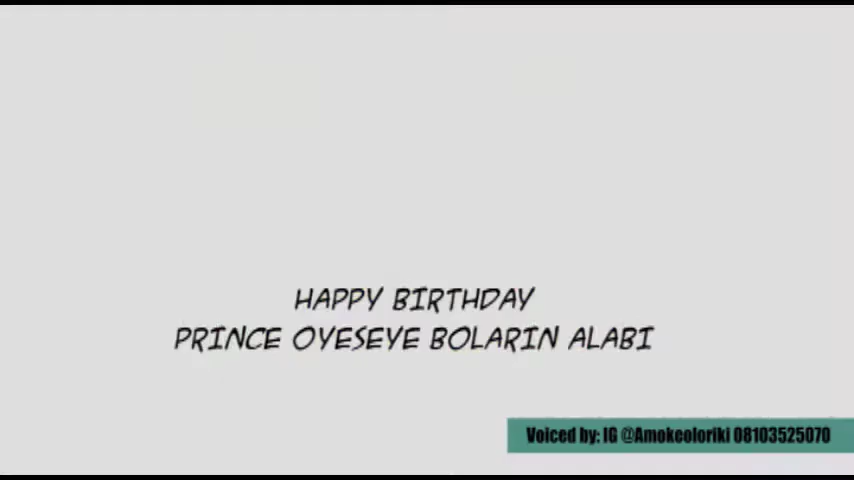 HAPPY BIRTHDAY
PRINCE OYESEYE BOLARIN ALABI
Voiced by: IG @Amokeoloriki 08103525070